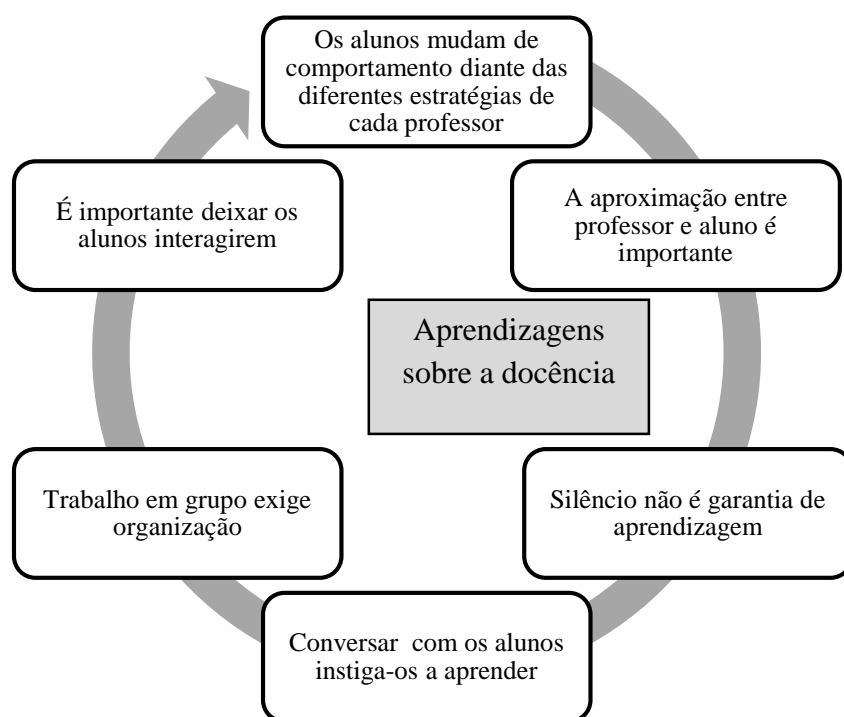 Os alunos mudam de
comportamento diante das
diferentes estratégias de
cada professor
A aproximação entre
professor e aluno é
importante
Silêncio não é garantia de
aprendizagem
Conversar com os alunos
instiga-os a aprender
Trabalho em grupo exige
organização
É importante deixar os
alunos interagirem
Aprendizagens
sobre a docência